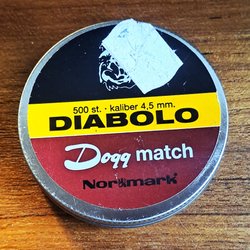 500 st. - kaliber 4,5 mm.
DIABOLO
Dogg match
Normark